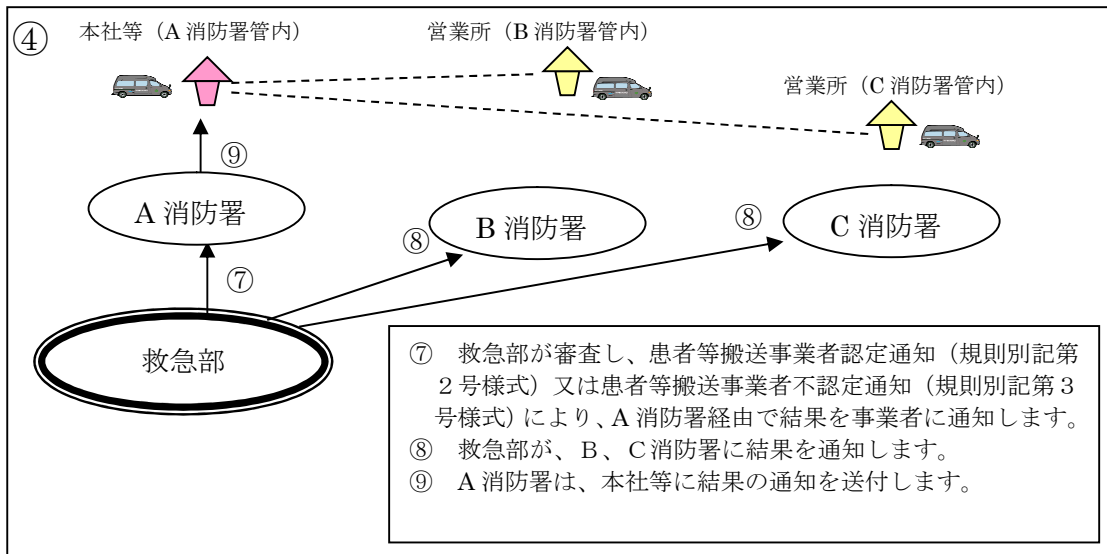 ④
本社等（A 消防署管内）
営業所（B 消防署管内）
営業所（C 消防署管内）
⑨
A 消防署
B 消防署
C 消防署
⑧
⑧
⑦
救急部
⑦　救急部が審査し、患者等搬送事業者認定通知（規則別記第
２号様式）又は患者等搬送事業者不認定通知（規則別記第３
号様式）により、A 消防署経由で結果を事業者に通知します。
⑧　救急部が、Ｂ、Ｃ消防署に結果を通知します。
⑨　A 消防署は、本社等に結果の通知を送付します。